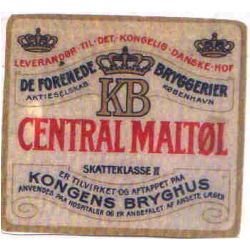 LEVERANDØR·TIL·DET·KONGELIG·DANSKE·HOF
DE FORENEDE BRYGGERIER
AKTIESELSKAB KØBENHAVN
KB
CENTRAL MALTØL
SKATTEKLASSE II
ER TILVIRKET OG AFTAPPET PAA
KONGENS BRYGHUS
ANVENDES PAA HOSPITALER OG ER ANBEFALET AF ANSETE LÆGER